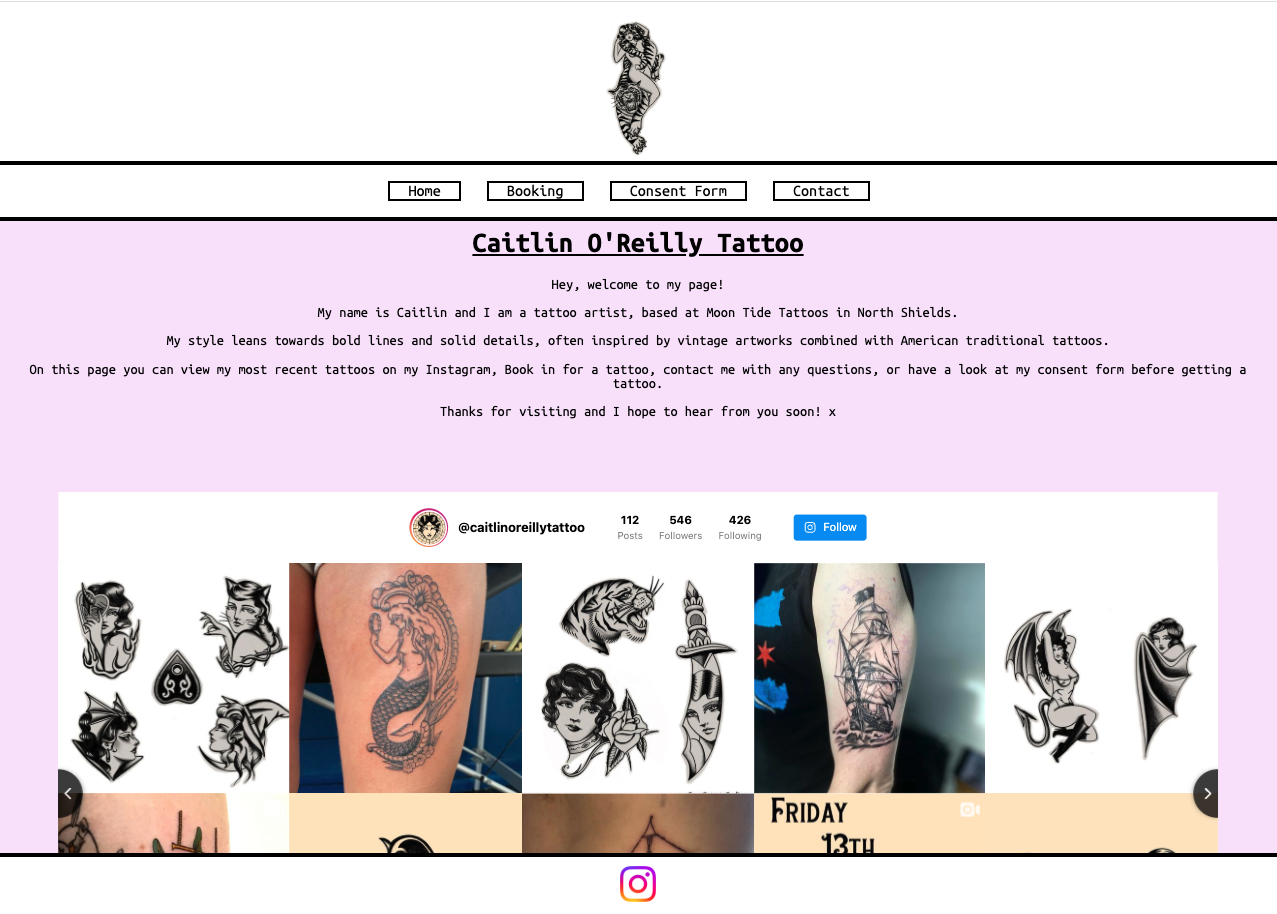 Home Booking Consent Form Contact
Caitlin O'Reilly Tattoo
Hey, welcome to my page!
My name is Caitlin and I am a tattoo artist, based at Moon Tide Tattoos in North Shields.
My style leans towards bold lines and solid details, often inspired by vintage artworks combined with American traditional tattoos.
On this page you can view my most recent tattoos on my Instagram, Book in for a tattoo, contact me with any questions, or have a look at my consent form before getting a
tattoo.
Thanks for visiting and I hope to hear from you soon! x
@caitlinoreillytattoo
112 546 426
Posts Followers Following
Follow
FRIDAY
13TH